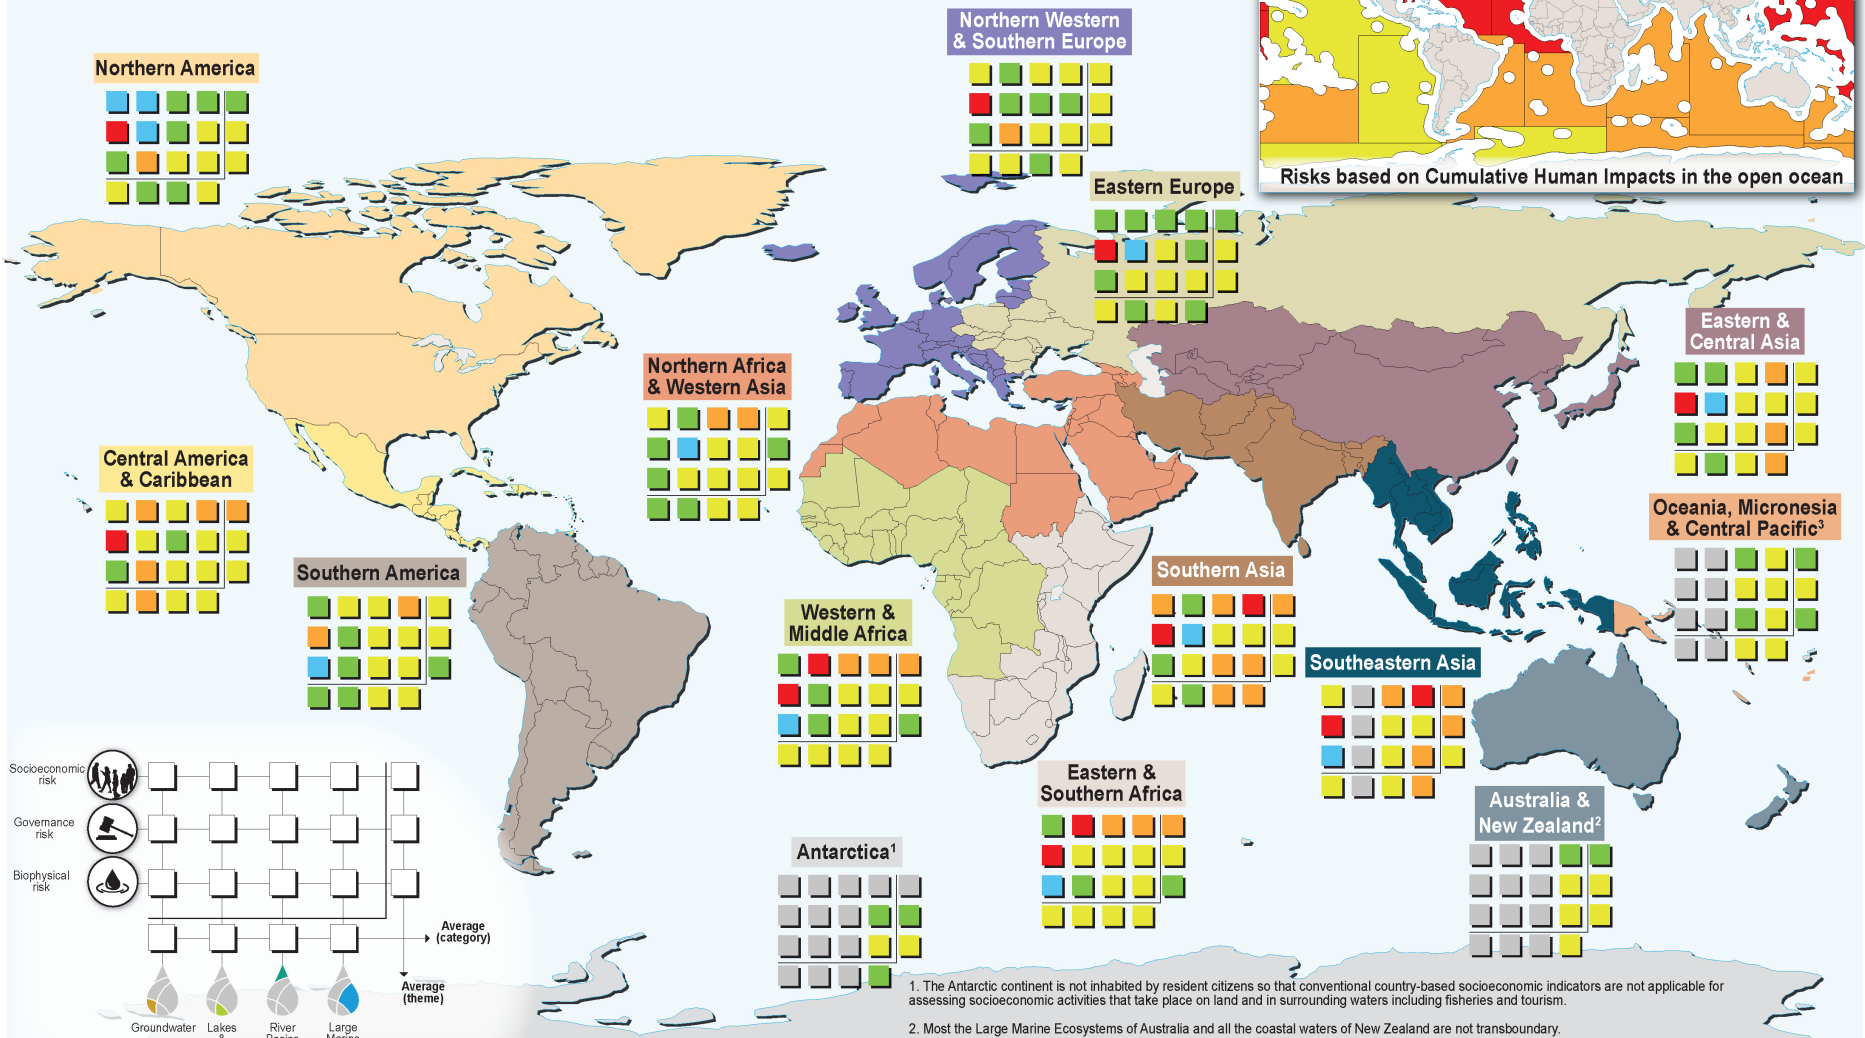 Northern Western
& Southern Europe
Northern America
Risks based on Cumulative Human Impacts in the open ocean
Eastern Europe
Eastern &
Central Asia
Northern Africa
& Western Asia
Central America
& Caribbean
Oceania, Micronesia
& Central Pacific³
Southern America
Southern Asia
Western &
Middle Africa
Southeastern Asia
Eastern &
Southern Africa
Australia &
New Zealand²
Antarctica¹
Socioeconomic
risk
Governance
risk
Biophysical
risk
Average
(category)
Average
(theme)
Groundwater
Lakes
&
River
Basins
Large
Marine
1. The Antarctic continent is not inhabited by resident citizens so that conventional country-based socioeconomic indicators are not applicable for
assessing socioeconomic activities that take place on land and in surrounding waters including fisheries and tourism.
2. Most the Large Marine Ecosystems of Australia and all the coastal waters of New Zealand are not transboundary.